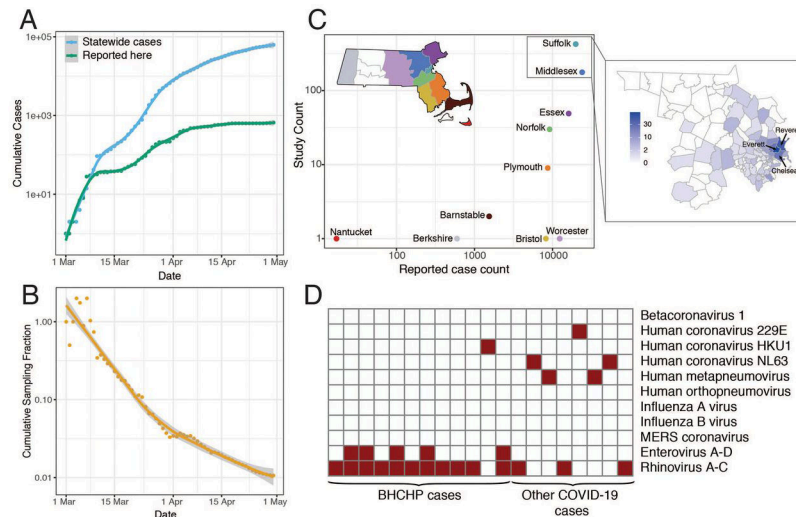 A
Statewide cases
Reported here
1e+05
1e+03
1e+01
Cumulative Cases
1 Mar
15 Mar
1 Apr
15 Apr
1 May
Date
B
1.00
0.10
0.01
Cumulative Sampling Fraction
1 Mar
15 Mar
1 Apr
15 Apr
1 May
Date
C
Suffolk
Middlesex
Essex
Norfolk
Plymouth
Barnstable
Nantucket
Berkshire
Bristol
Worcester
100
10
1
Study Count
100
1000
10000
Reported case count
30
20
10
0
Revere
Everett
Chelsea
D
Betacoronavirus 1
Human coronavirus 229E
Human coronavirus HKU1
Human coronavirus NL63
Human metapneumovirus
Human orthopneumovirus
Influenza A virus
Influenza B virus
MERS coronavirus
Enterovirus A-D
Rhinovirus A-C
BHCHP cases
Other COVID-19
cases